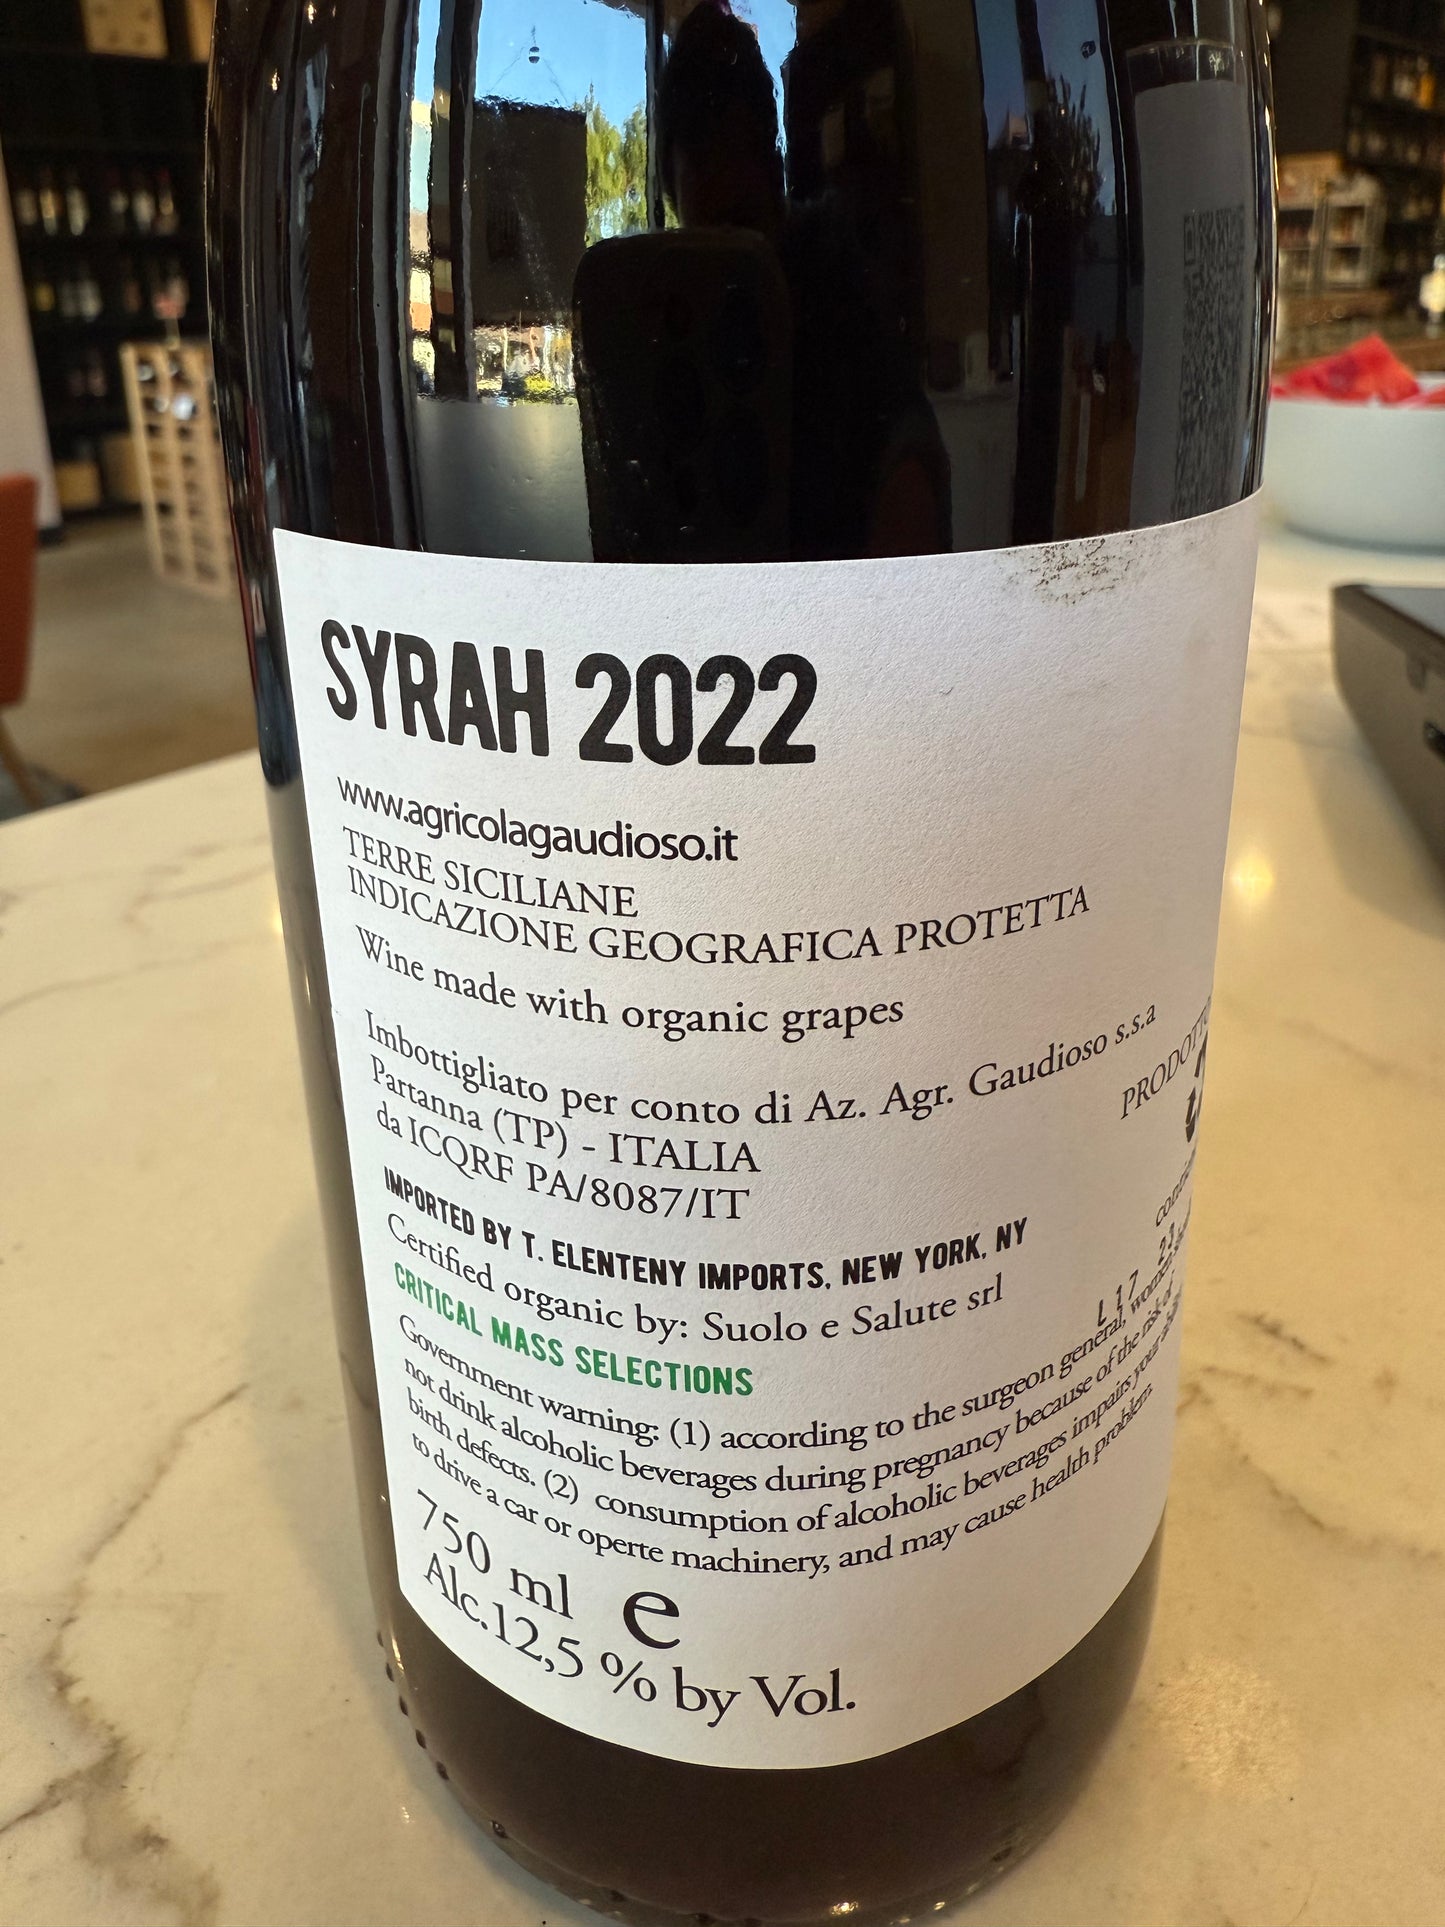 SYRAH 2022
www.agricolagaudioso.it
TERRE SICILIANE
INDICAZIONE GEOGRAFICA PROTETTA
Wine made with organic grapes
Imbottigliato per conto di Az. Agr. Gaudioso s.s.a
Partanna (TP) - ITALIA
da ICQRF PA/8087/IT
PRODOTTO
IMPORTED BY T. ELENTENY IMPORTS, NEW YORK, NY
Certified organic by: Suolo e Salute srl
CRITICAL MASS SELECTIONS
L 17 23
Government warning: (1) according to the surgeon general, women
not drink alcoholic beverages during pregnancy because of the risk of
birth defects. (2) consumption of alcoholic beverages impairs your
to drive a car or operte machinery, and may cause health problem.
750 ml e
Alc.12,5 % by Vol.